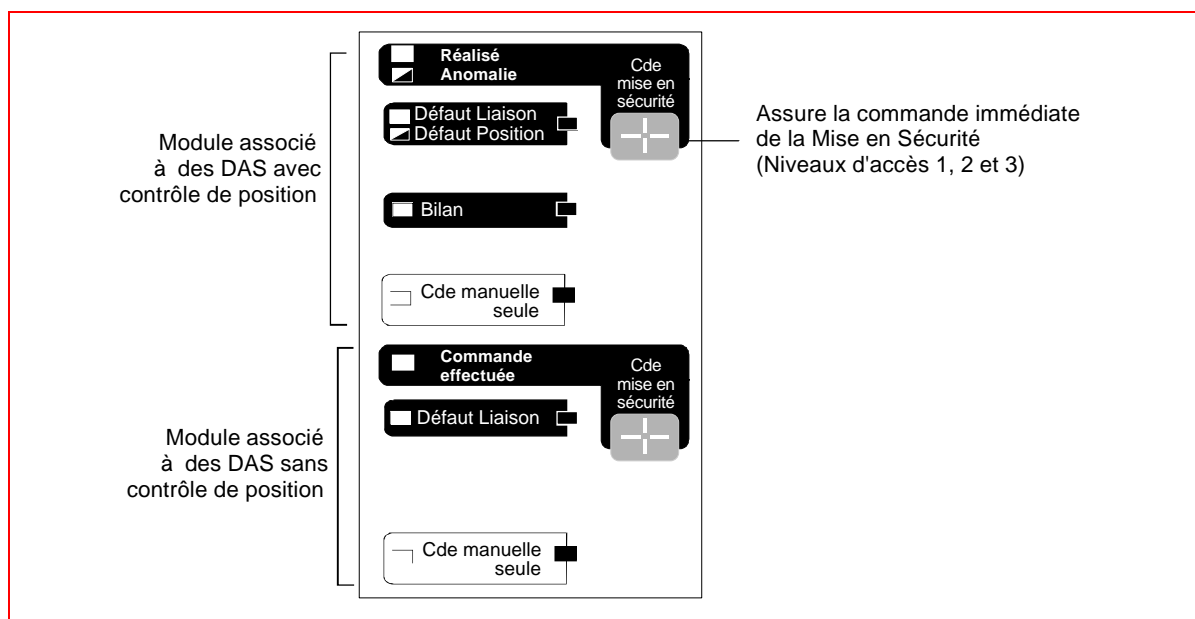 Réalisé
Anomalie
Cde
mise en
sécurité
Défaut Liaison
Défaut Position
Module associé
à des DAS avec
contrôle de position
Assure la commande immédiate
de la Mise en Sécurité
(Niveaux d'accès 1, 2 et 3)
Bilan
Cde manuelle
seule
Commande
effectuée
Cde
mise en
sécurité
Défaut Liaison
Module associé
à des DAS sans
contrôle de position
Cde manuelle
seule